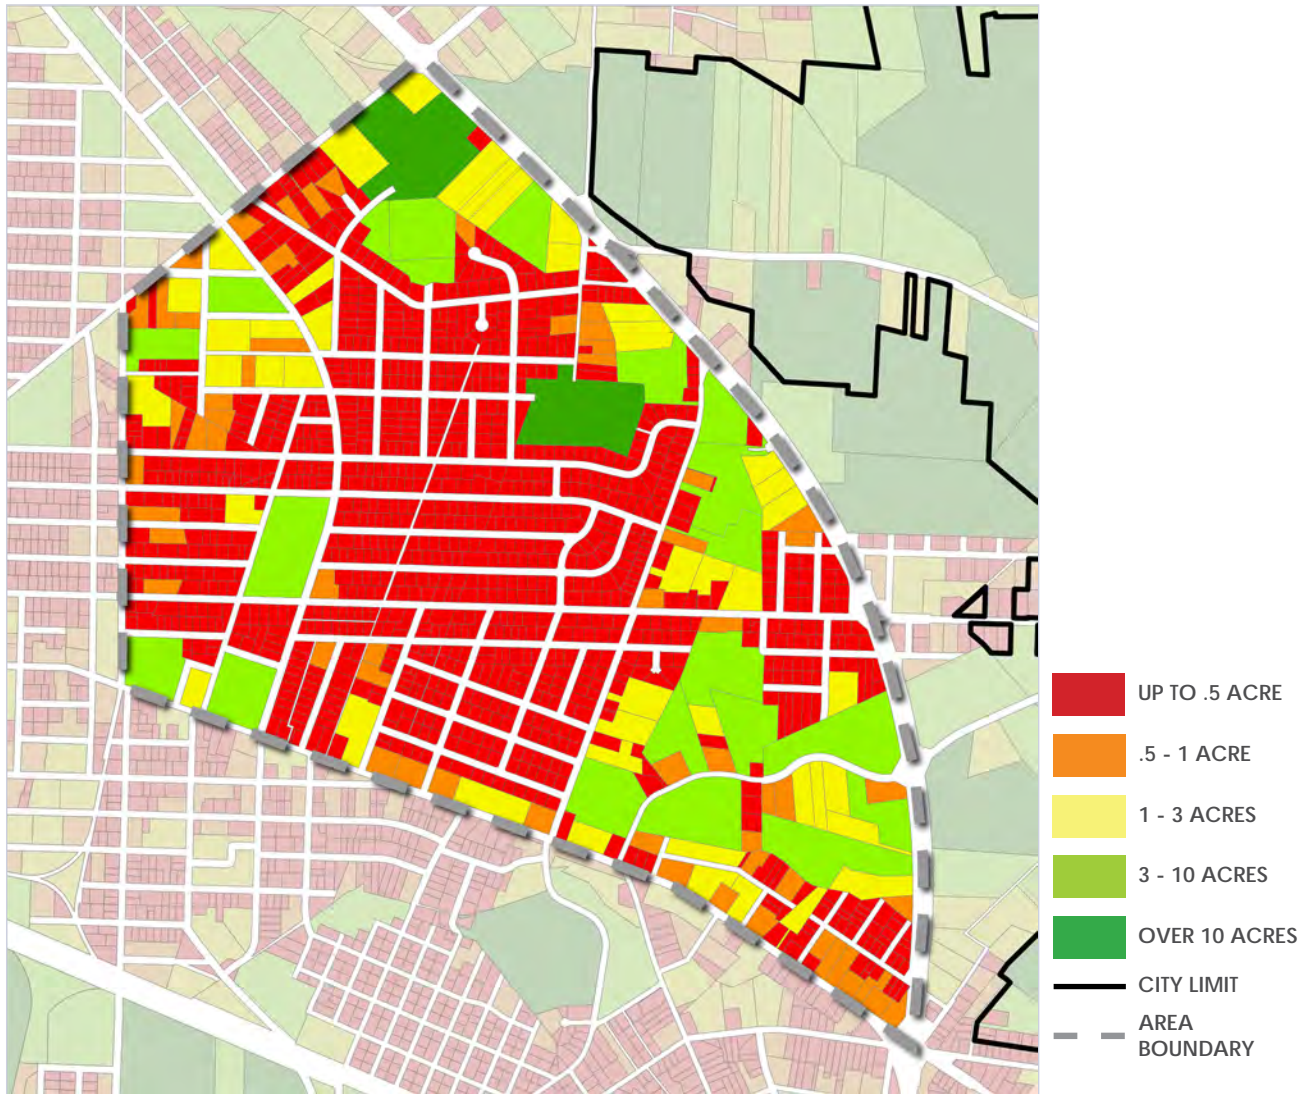 UP TO .5 ACRE
.5 - 1 ACRE
1 - 3 ACRES
3 - 10 ACRES
OVER 10 ACRES
CITY LIMIT
AREA
BOUNDARY